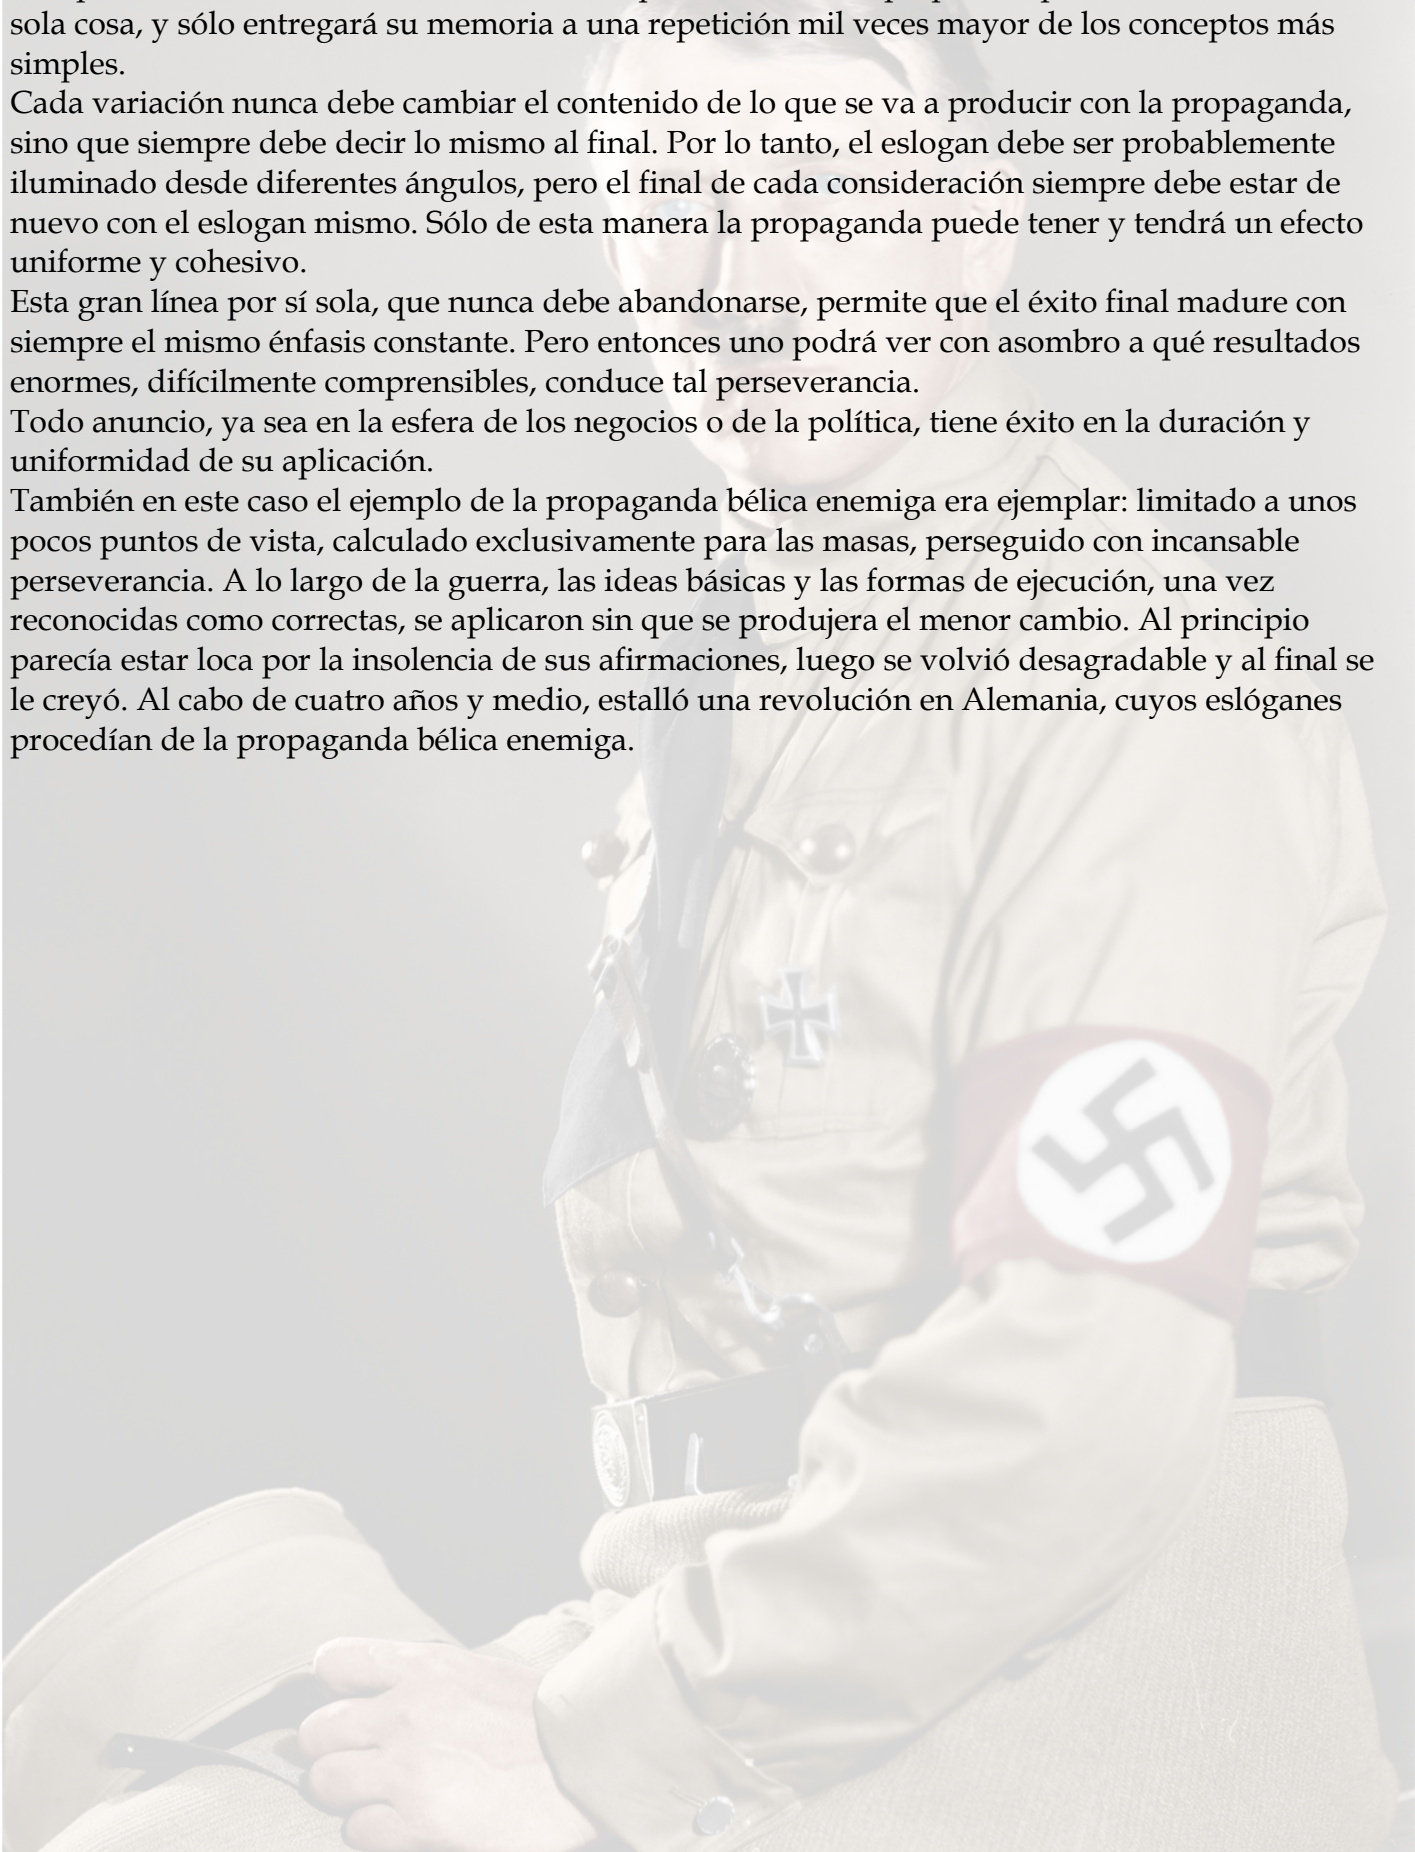 sola cosa, y sólo entregará su memoria a una repetición mil veces mayor de los conceptos más
simples.
Cada variación nunca debe cambiar el contenido de lo que se va a producir con la propaganda,
sino que siempre debe decir lo mismo al final. Por lo tanto, el eslogan debe ser probablemente
iluminado desde diferentes ángulos, pero el final de cada consideración siempre debe estar de
nuevo con el eslogan mismo. Sólo de esta manera la propaganda puede tener y tendrá un efecto
uniforme y cohesivo.
Esta gran línea por sí sola, que nunca debe abandonarse, permite que el éxito final madure con
siempre el mismo énfasis constante. Pero entonces uno podrá ver con asombro a qué resultados
enormes, difícilmente comprensibles, conduce tal perseverancia.
Todo anuncio, ya sea en la esfera de los negocios o de la política, tiene éxito en la duración y
uniformidad de su aplicación.
También en este caso el ejemplo de la propaganda bélica enemiga era ejemplar: limitado a unos
pocos puntos de vista, calculado exclusivamente para las masas, perseguido con incansable
perseverancia. A lo largo de la guerra, las ideas básicas y las formas de ejecución, una vez
reconocidas como correctas, se aplicaron sin que se produjera el menor cambio. Al principio
parecía estar loca por la insolencia de sus afirmaciones, luego se volvió desagradable y al final se
le creyó. Al cabo de cuatro años y medio, estalló una revolución en Alemania, cuyos eslóganes
procedían de la propaganda bélica enemiga.